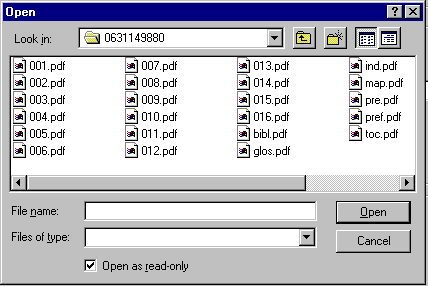 Open
Look in: 0631149880
001.pdf 007.pdf 013.pdf ind.pdf
002.pdf 008.pdf 014.pdf map.pdf
003.pdf 009.pdf 015.pdf pre.pdf
004.pdf 010.pdf 016.pdf pref.pdf
005.pdf 011.pdf bibl.pdf toc.pdf
006.pdf 012.pdf glos.pdf
File name: Open
Files of type: Cancel
Open as read-only